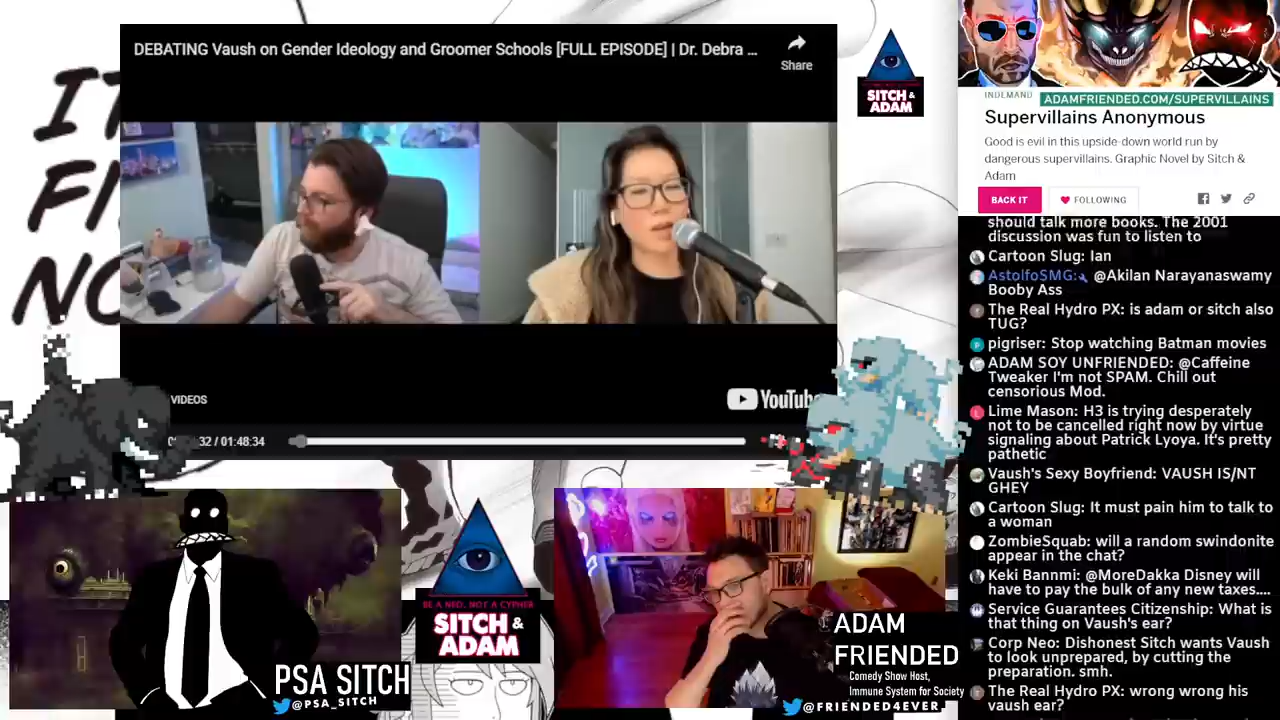 DEBATING Vaush on Gender Ideology and Groomer Schools [FULL EPISODE] | Dr. Debra ...
Share
SITCH &
ADAM
VIDEOS
32 / 01:48:34
YouTube
INDEMAND
ADAMFRIENDED.COM/SUPERVILLAINS
Supervillains Anonymous
Good is evil in this upside-down world run by
dangerous supervillains. Graphic Novel by Sitch &
Adam
BACK IT
FOLLOWING
should talk more books. The 2001
discussion was fun to listen to
Cartoon Slug: Ian
AstolfoSMG: @Akilan Narayanaswamy
Booby Ass
The Real Hydro PX: is adam or sitch also
TUG?
pigriser: Stop watching Batman movies
ADAM SOY UNFRIENDED: @Caffeine
Tweaker I'm not SPAM. Chill out
censorious Mod.
Lime Mason: H3 is trying desperately
not to be cancelled right now by virtue
signaling about Patrick Lyoya. It's pretty
pathetic
Vaush's Sexy Boyfriend: VAUSH IS/NT
GHEY
Cartoon Slug: It must pain him to talk to
a woman
ZombieSquab: will a random swindonite
appear in the chat?
Keki Bannmi: @MoreDakka Disney will
have to pay the bulk of any new taxes....
Service Guarantees Citizenship: What is
that thing on Vaush's ear?
Corp Neo: Dishonest Sitch wants Vaush
to look unprepared, by cutting the
preparation. smh.
The Real Hydro PX: wrong wrong his
vaush ear?
PSA SITCH
@PSA_SITCH
BE A NEO, NOT A CYPHER
SITCH &
ADAM
ADAM
FRIENDED
Comedy Show Host,
Immune System for Society
@FRIENDED4EVER